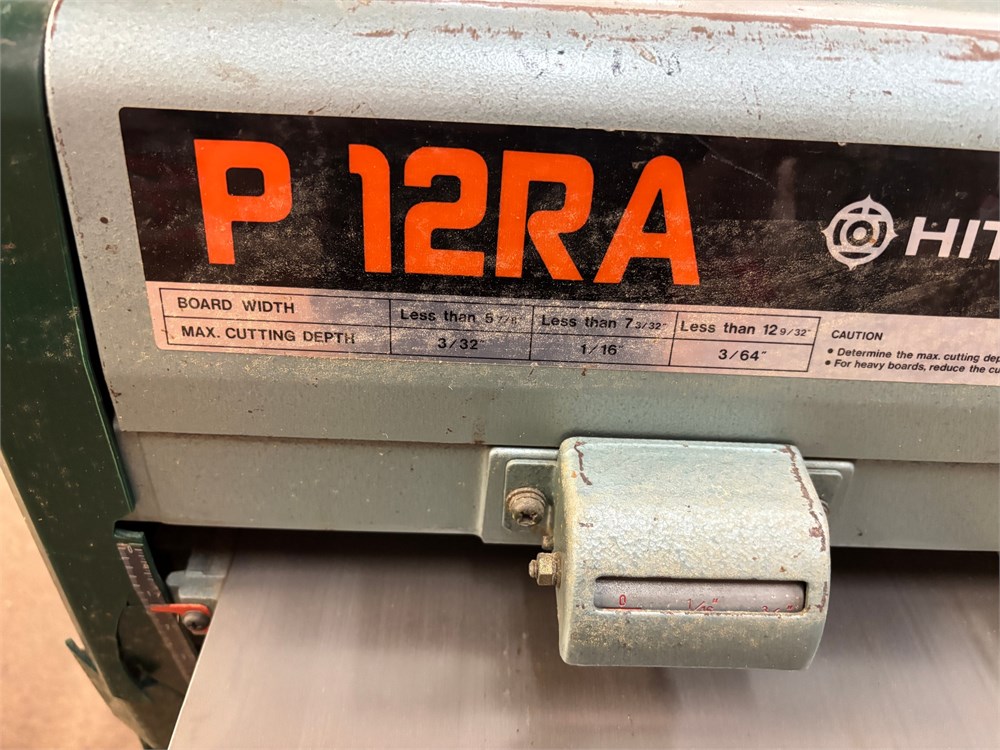 P 12RA
HIT
BOARD WIDTH Less than 5 7/8" Less than 7 3/32" Less than 12 9/32"
MAX. CUTTING DEPTH 3/32" 1/16" 3/64"
CAUTION
• Determine the max. cutting dep
• For heavy boards, reduce the cu
0 1/16"